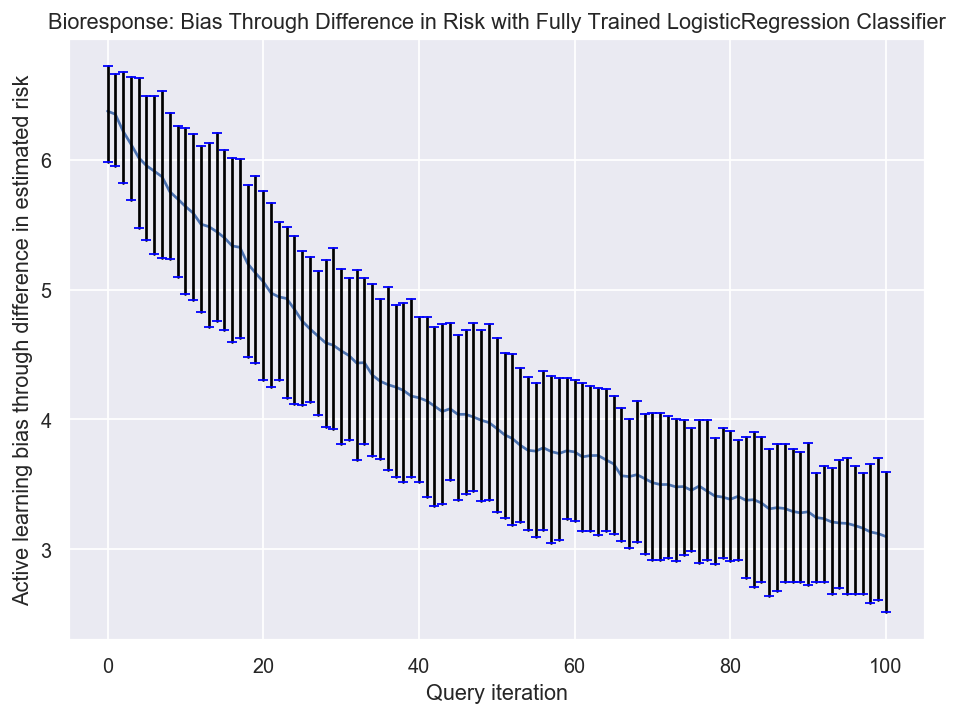 Bioresponse: Bias Through Difference in Risk with Fully Trained LogisticRegression Classifier
Active learning bias through difference in estimated risk
6
5
4
3
0 20 40 60 80 100
Query iteration